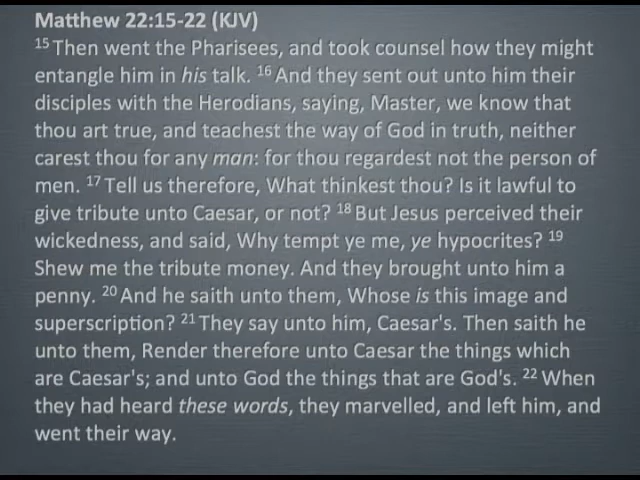 Matthew 22:15-22 (KJV)
15 Then went the Pharisees, and took counsel how they might
entangle him in his talk. 16 And they sent out unto him their
disciples with the Herodians, saying, Master, we know that
thou art true, and teachest the way of God in truth, neither
carest thou for any man: for thou regardest not the person of
men. 17 Tell us therefore, What thinkest thou? Is it lawful to
give tribute unto Caesar, or not? 18 But Jesus perceived their
wickedness, and said, Why tempt ye me, ye hypocrites? 19
Shew me the tribute money. And they brought unto him a
penny. 20 And he saith unto them, Whose is this image and
superscription? 21 They say unto him, Caesar's. Then saith he
unto them, Render therefore unto Caesar the things which
are Caesar's; and unto God the things that are God's. 22 When
they had heard these words, they marvelled, and left him, and
went their way.